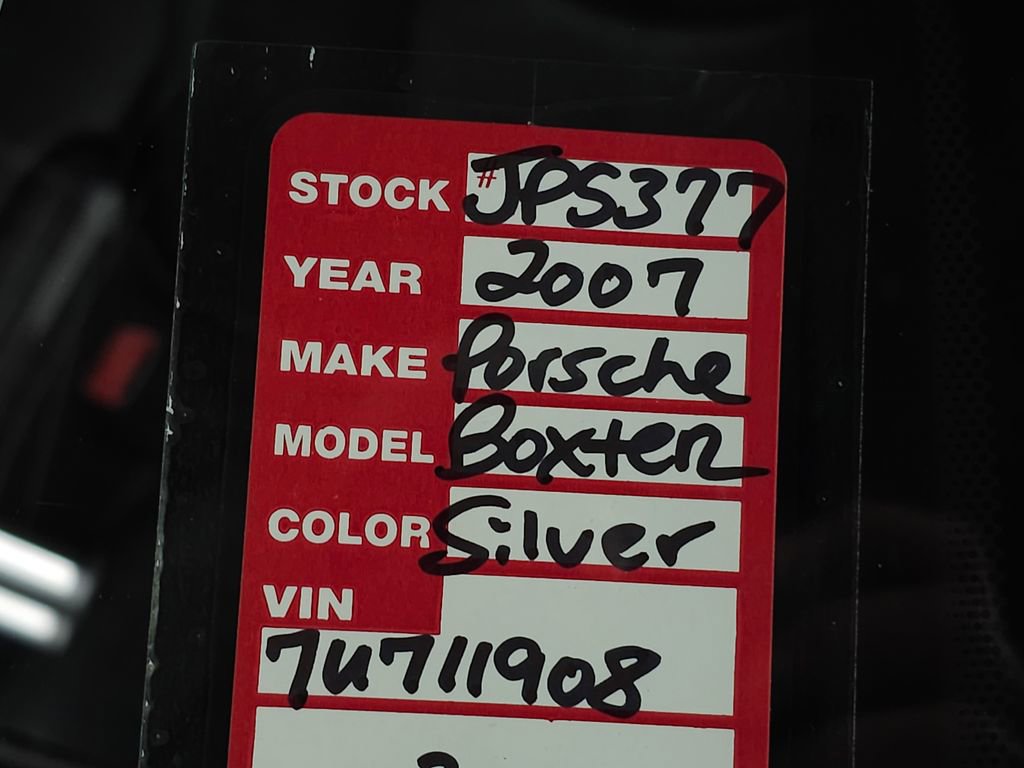 STOCK #JPS377
YEAR 2007
MAKE Porsche
MODEL Boxter
COLOR Silver
VIN
7U711908